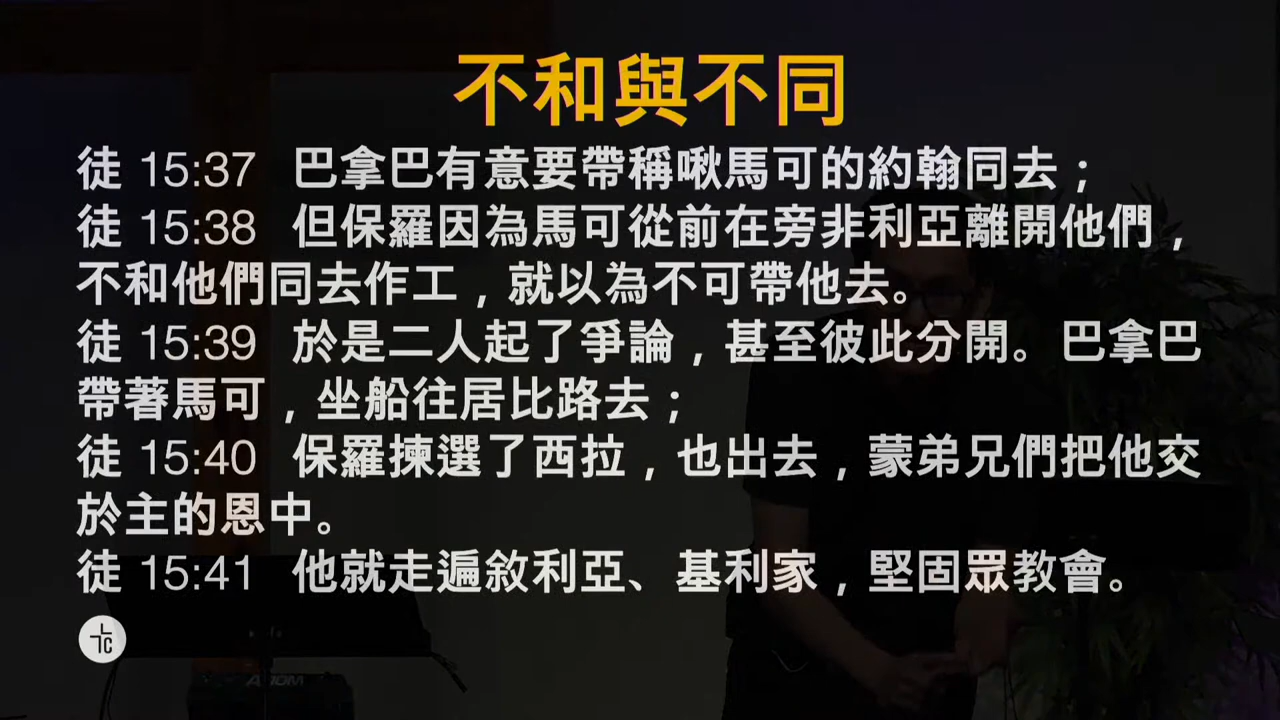 不和與不同
徒 15:37 巴拿巴有意要帶稱啾馬可的約翰同去；
徒 15:38 但保羅因為馬可從前在旁非利亞離開他們，
不和他們同去作工，就以為不可帶他去。
徒 15:39 於是二人起了爭論，甚至彼此分開。巴拿巴
帶著馬可，坐船往居比路去；
徒 15:40 保羅揀選了西拉，也出去，蒙弟兄們把他交
於主的恩中。
徒 15:41 他就走遍敘利亞、基利家，堅固眾教會。
AXIOM